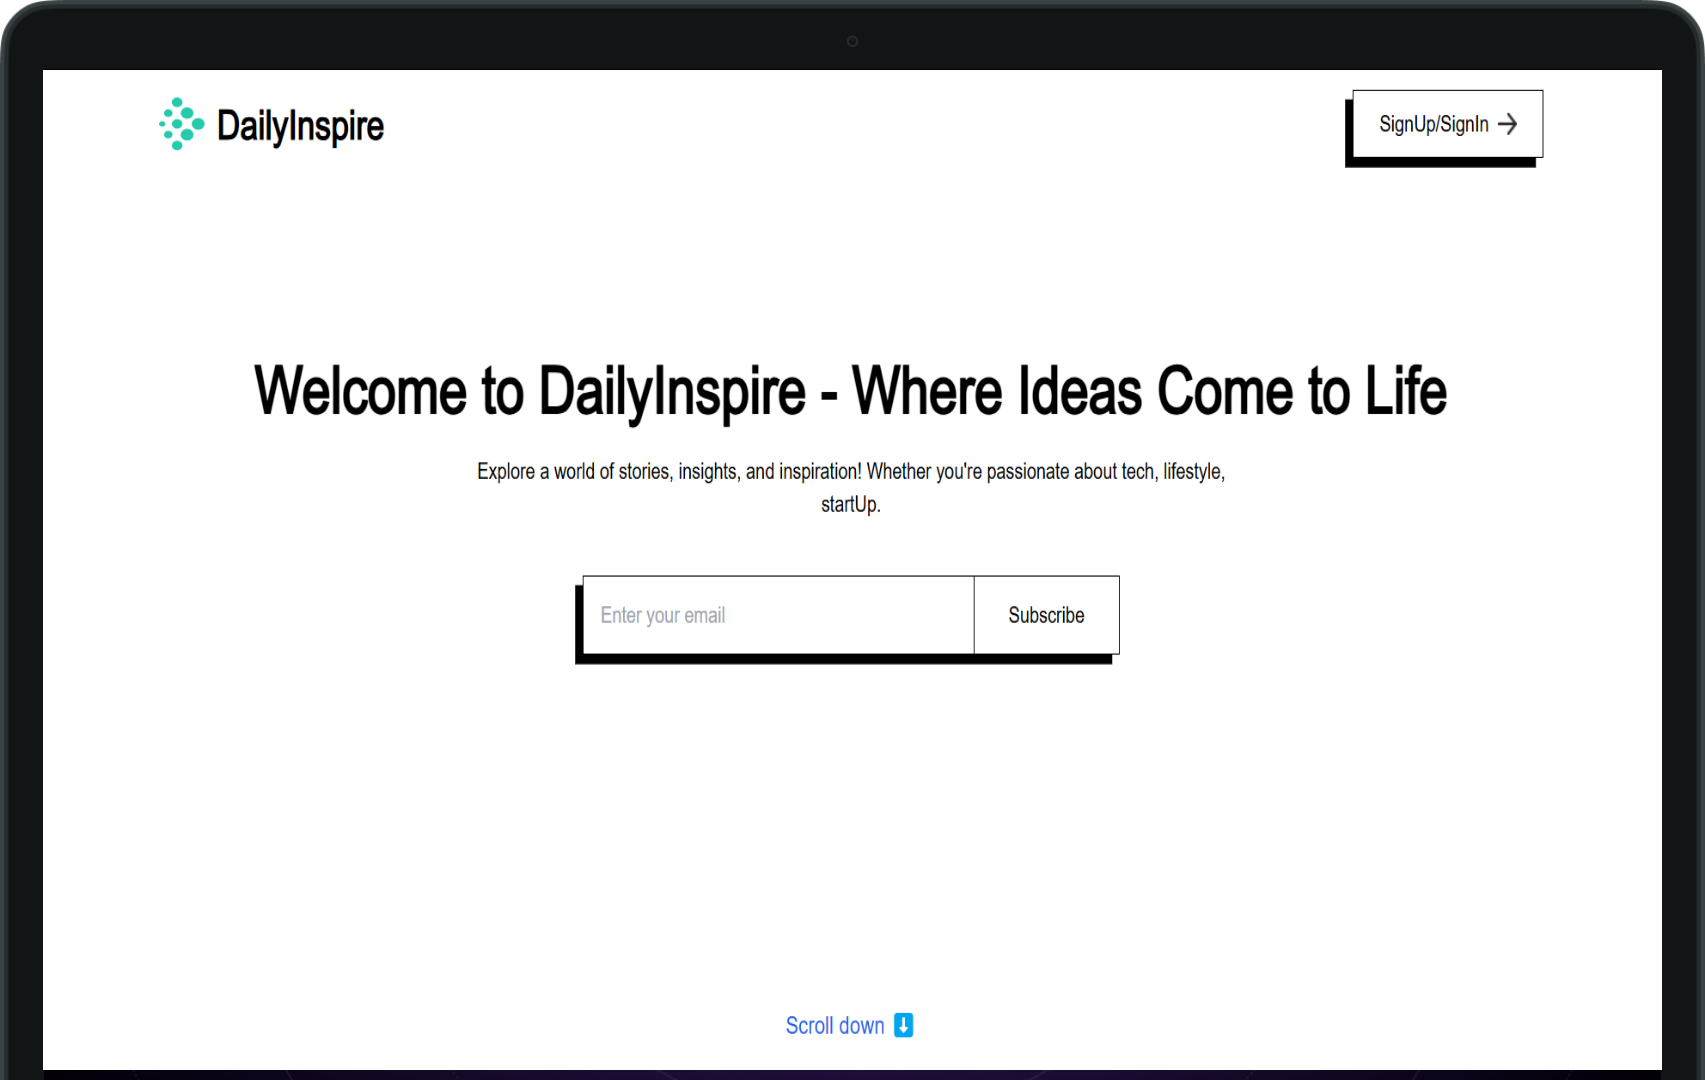 DailyInspire
SignUp/SignIn
Welcome to DailyInspire - Where Ideas Come to Life
Explore a world of stories, insights, and inspiration! Whether you're passionate about tech, lifestyle,
startUp.
Enter your email
Subscribe
Scroll down